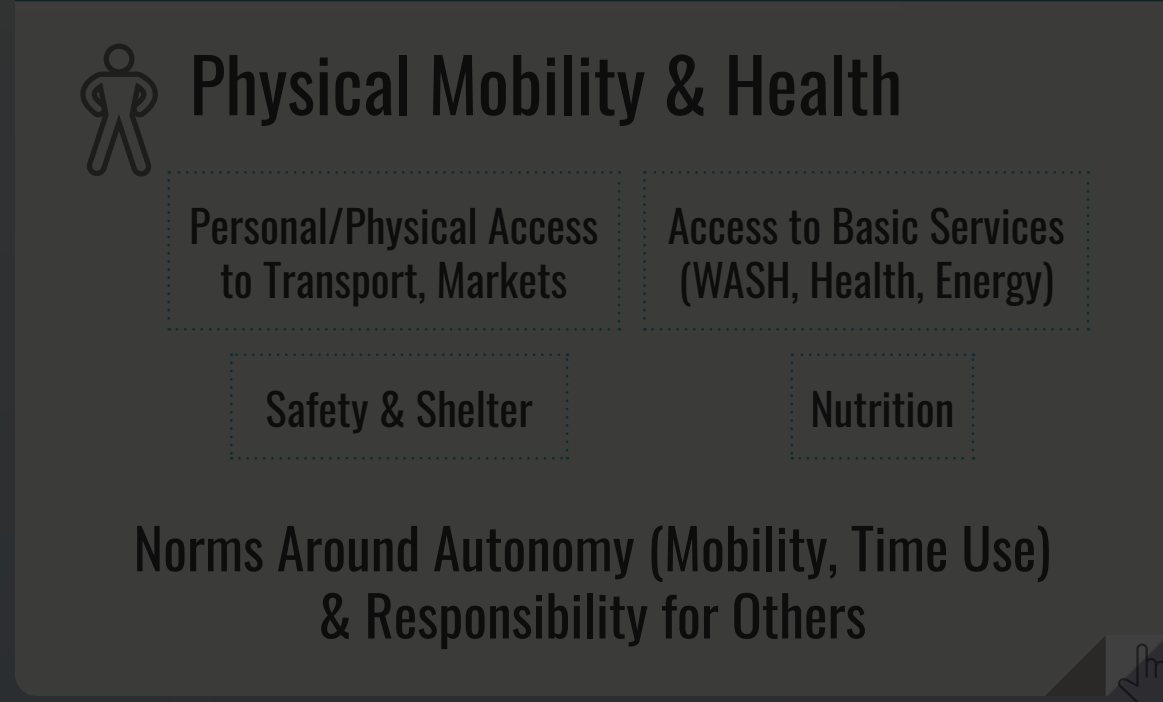 Physical Mobility & Health
Personal/Physical Access
to Transport, Markets
Access to Basic Services
(WASH, Health, Energy)
Safety & Shelter
Nutrition
Norms Around Autonomy (Mobility, Time Use)
& Responsibility for Others